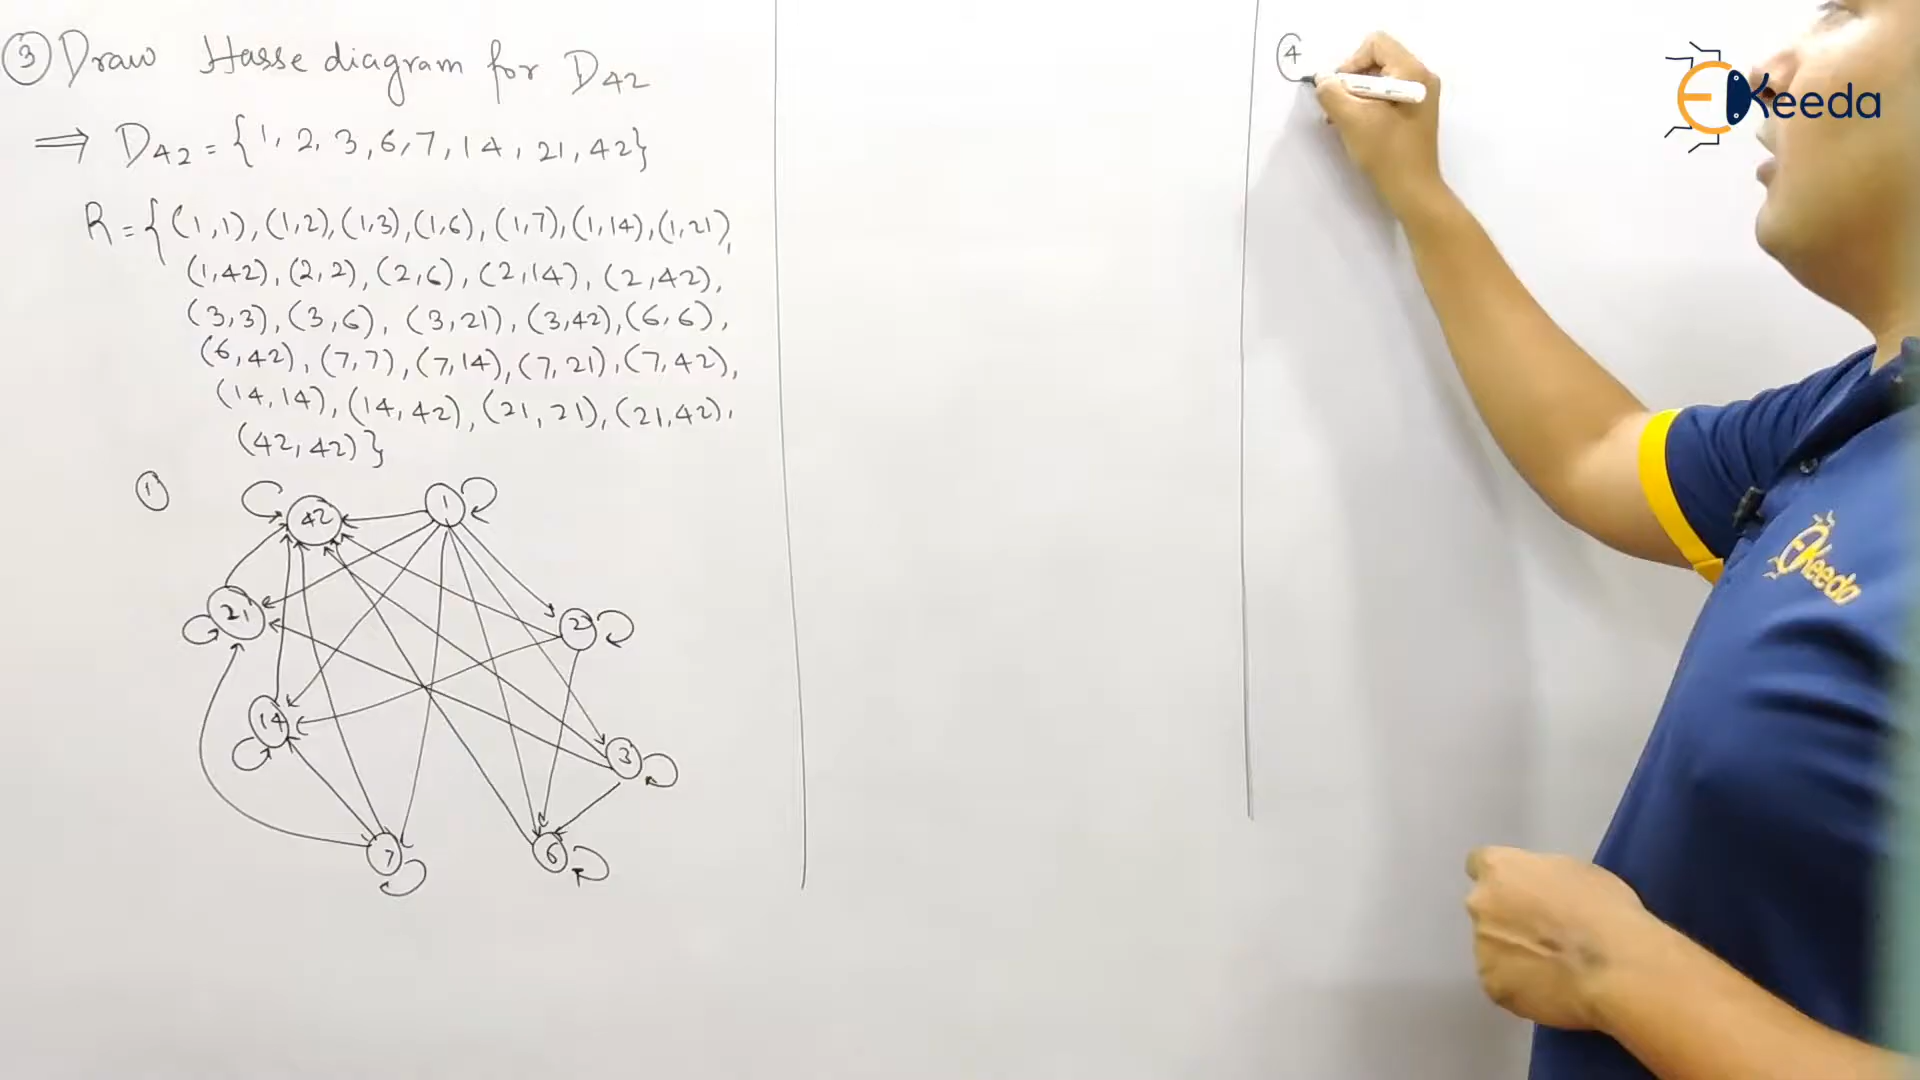 ③ Draw Hasse diagram for D42
⇒ D42 = {1, 2, 3, 6, 7, 14, 21, 42}
R = {(1,1), (1,2), (1,3), (1,6), (1,7), (1,14), (1,21),
(1,42), (2,2), (2,6), (2,14), (2,42),
(3,3), (3,6), (3,21), (3,42), (6,6),
(6,42), (7,7), (7,14), (7,21), (7,42),
(14,14), (14,42), (21,21), (21,42),
(42,42)}
①
42 1
21 2
14 3
7 6
④
EKeeda
EKeeda